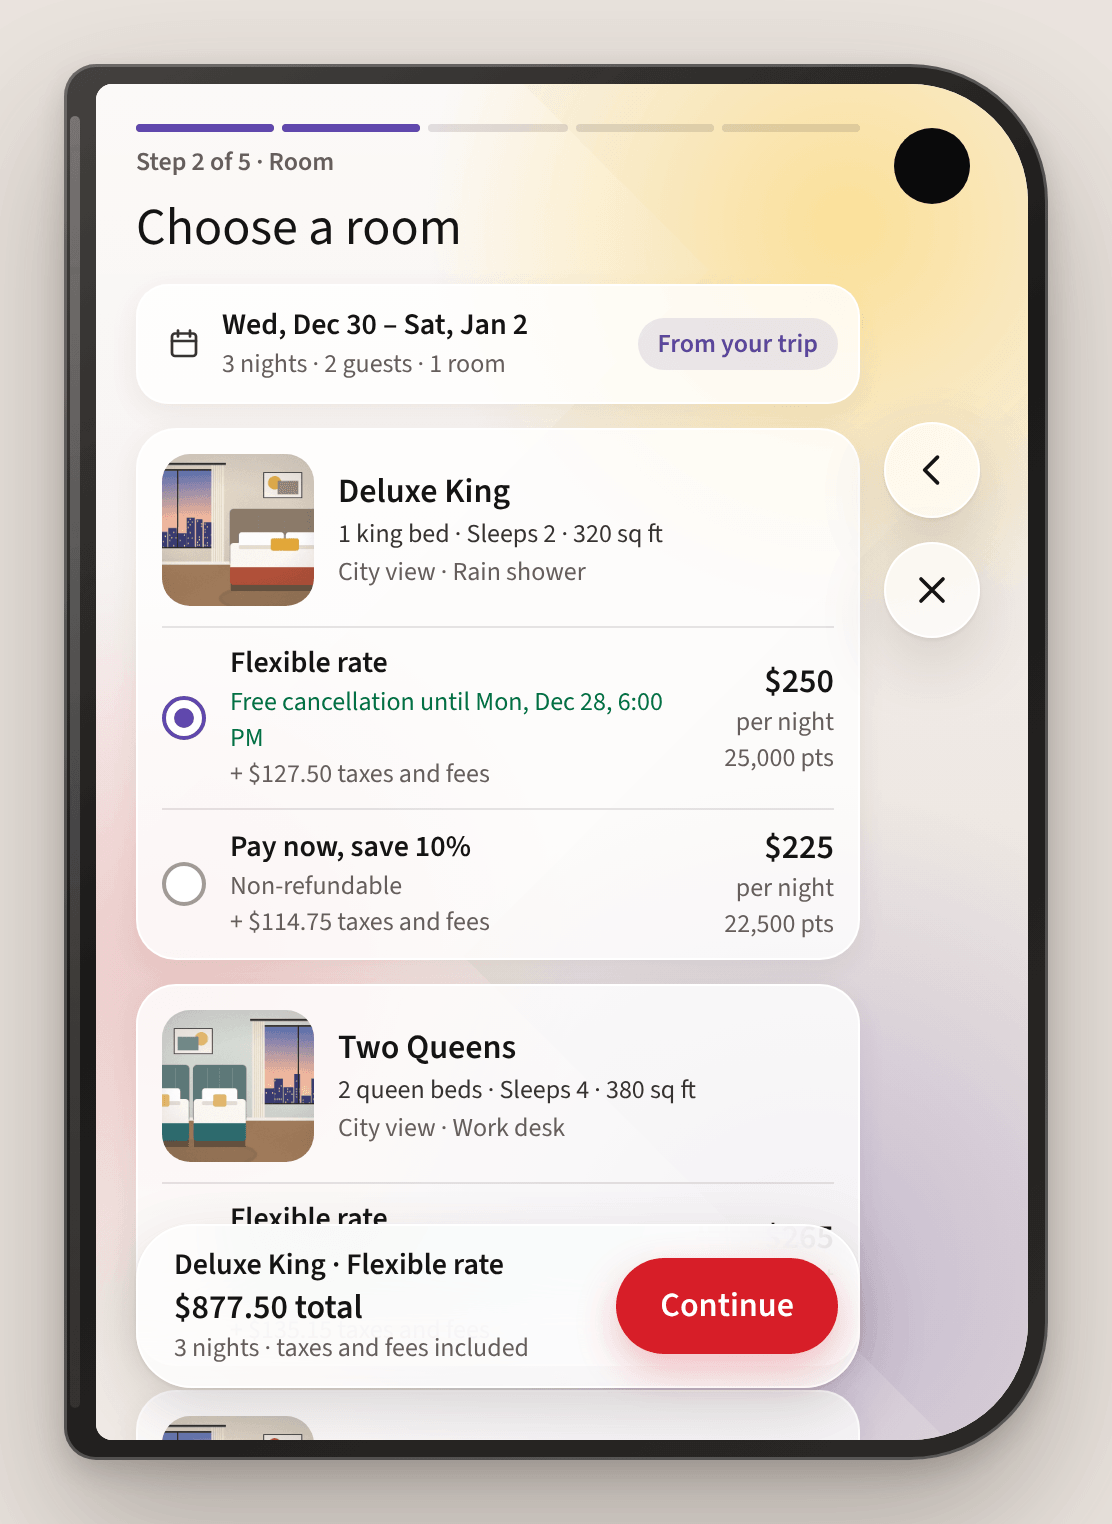 Step 2 of 5 · Room
Choose a room
Wed, Dec 30 – Sat, Jan 2
3 nights · 2 guests · 1 room
From your trip
Deluxe King
1 king bed · Sleeps 2 · 320 sq ft
City view · Rain shower
Flexible rate
Free cancellation until Mon, Dec 28, 6:00
PM
+ $127.50 taxes and fees
$250
per night
25,000 pts
Pay now, save 10%
Non-refundable
+ $114.75 taxes and fees
$225
per night
22,500 pts
Two Queens
2 queen beds · Sleeps 4 · 380 sq ft
City view · Work desk
Flexible rate
$265
Deluxe King · Flexible rate
$877.50 total
3 nights · taxes and fees included
Continue
taxes and fees